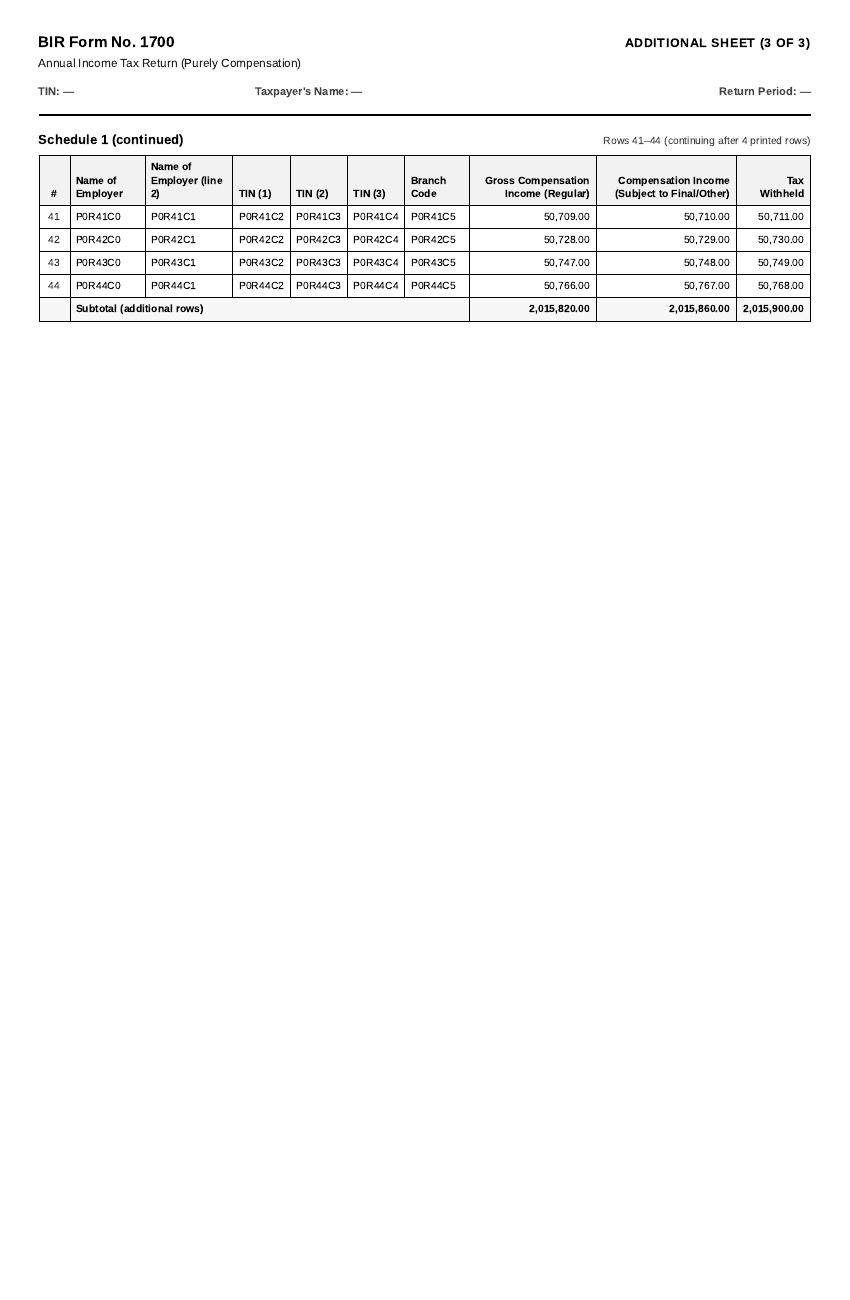 BIR Form No. 1700
ADDITIONAL SHEET (3 OF 3)
Annual Income Tax Return (Purely Compensation)
TIN: — Taxpayer's Name: — Return Period: —
Schedule 1 (continued)
Rows 41–44 (continuing after 4 printed rows)
# Name of Employer Name of Employer (line 2) TIN (1) TIN (2) TIN (3) Branch Code Gross Compensation Income (Regular) Compensation Income (Subject to Final/Other) Tax Withheld
41 P0R41C0 P0R41C1 P0R41C2 P0R41C3 P0R41C4 P0R41C5 50,709.00 50,710.00 50,711.00
42 P0R42C0 P0R42C1 P0R42C2 P0R42C3 P0R42C4 P0R42C5 50,728.00 50,729.00 50,730.00
43 P0R43C0 P0R43C1 P0R43C2 P0R43C3 P0R43C4 P0R43C5 50,747.00 50,748.00 50,749.00
44 P0R44C0 P0R44C1 P0R44C2 P0R44C3 P0R44C4 P0R44C5 50,766.00 50,767.00 50,768.00
Subtotal (additional rows) 2,015,820.00 2,015,860.00 2,015,900.00